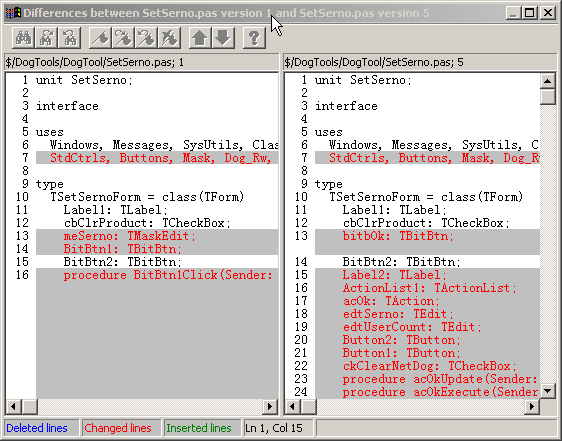 Differences between SetSerno.pas version 1 and SetSerno.pas version 5
$/DogTools/DogTool/SetSerno.pas; 1
1 unit SetSerno;
2
3 interface
4
5 uses
6 Windows, Messages, SysUtils, Clas
7 StdCtrls, Buttons, Mask, Dog_Rw,
8
9 type
10 TSetSernoForm = class(TForm)
11 Label1: TLabel;
12 cbClrProduct: TCheckBox;
13 meSerno: TMaskEdit;
14 BitBtn1: TBitBtn;
15 BitBtn2: TBitBtn;
16 procedure BitBtn1Click(Sender:
$/DogTools/DogTool/SetSerno.pas; 5
1 unit SetSerno;
2
3 interface
4
5 uses
6 Windows, Messages, SysUtils, Clas
7 StdCtrls, Buttons, Mask, Dog_Rw,
8
9 type
10 TSetSernoForm = class(TForm)
11 Label1: TLabel;
12 cbClrProduct: TCheckBox;
13 bitbOk: TBitBtn;
14 BitBtn2: TBitBtn;
15 Label2: TLabel;
16 ActionList1: TActionList;
17 acOk: TAction;
18 edtSerno: TEdit;
19 edtUserCount: TEdit;
20 Button2: TButton;
21 Button1: TButton;
22 ckClearNetDog: TCheckBox;
23 procedure acOkUpdate(Sender:
24 procedure acOkExecute(Sender:
Deleted lines
Changed lines
Inserted lines
Ln 1, Col 15